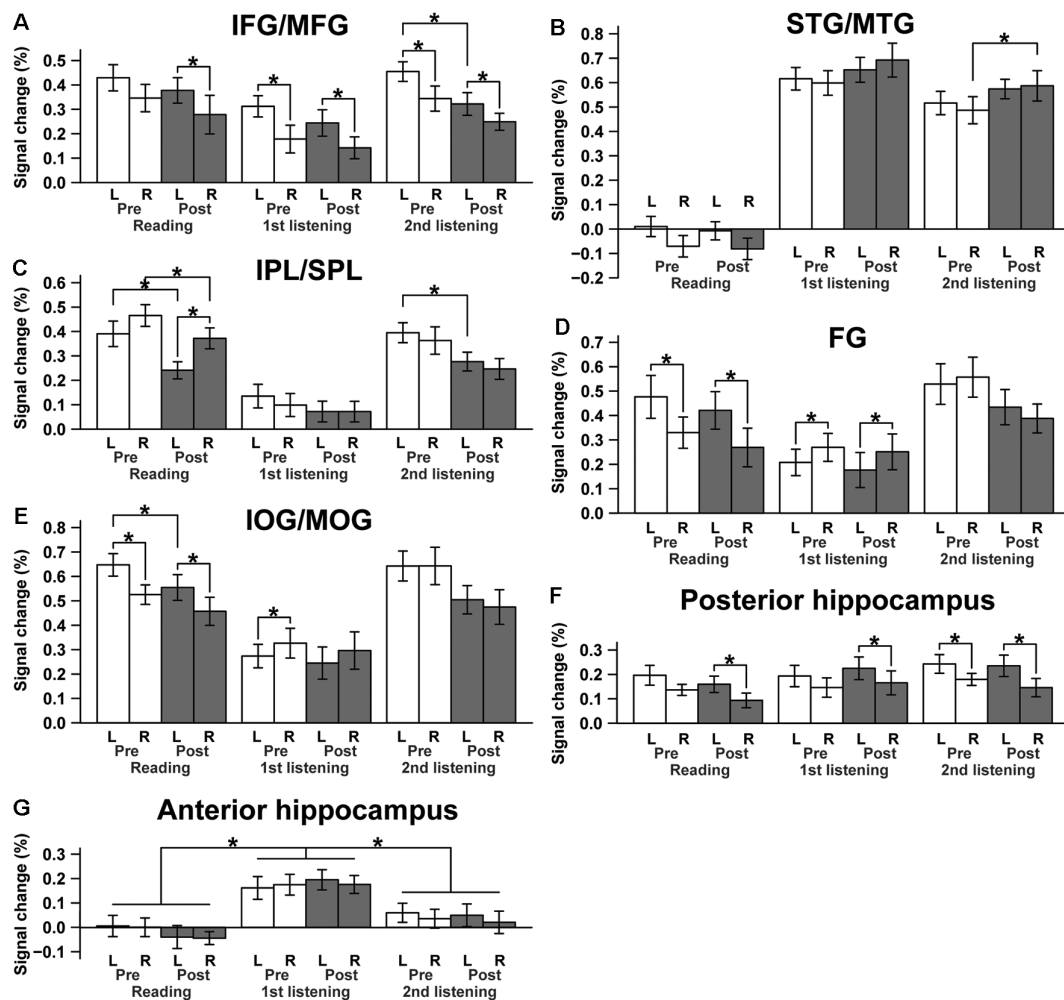 A
IFG/MFG
Signal change (%)
0.5
0.4
0.3
0.2
0.1
0.0
* * * * * *
L R L R L R L R L R L R
Pre Post Pre Post Pre Post
Reading 1st listening 2nd listening
B
STG/MTG
Signal change (%)
0.8
0.7
0.6
0.5
0.4
0.3
0.2
0.1
0.0
−0.1
−0.2
*
L R L R L R L R L R L R
Pre Post Pre Post Pre Post
Reading 1st listening 2nd listening
C
IPL/SPL
Signal change (%)
0.6
0.5
0.4
0.3
0.2
0.1
0.0
* * * *
L R L R L R L R L R L R
Pre Post Pre Post Pre Post
Reading 1st listening 2nd listening
D
FG
Signal change (%)
0.7
0.6
0.5
0.4
0.3
0.2
0.1
0.0
* * * *
L R L R L R L R L R L R
Pre Post Pre Post Pre Post
Reading 1st listening 2nd listening
E
IOG/MOG
Signal change (%)
0.8
0.7
0.6
0.5
0.4
0.3
0.2
0.1
0.0
* * * *
L R L R L R L R L R L R
Pre Post Pre Post Pre Post
Reading 1st listening 2nd listening
F
Posterior hippocampus
Signal change (%)
0.3
0.2
0.1
0.0
* * * *
L R L R L R L R L R L R
Pre Post Pre Post Pre Post
Reading 1st listening 2nd listening
G
Anterior hippocampus
Signal change (%)
0.3
0.2
0.1
0.0
−0.1
* *
L R L R L R L R L R L R
Pre Post Pre Post Pre Post
Reading 1st listening 2nd listening